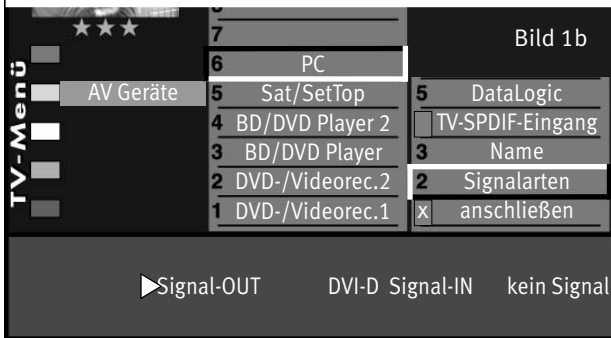 Bild 1b
TV-Menü
AV Geräte
7
6 PC
5 Sat/SetTop
4 BD/DVD Player 2
3 BD/DVD Player
2 DVD-/Videorec.2
1 DVD-/Videorec.1
5 DataLogic
TV-SPDIF-Eingang
3 Name
2 Signalarten
x anschließen
Signal-OUT DVI-D Signal-IN kein Signal